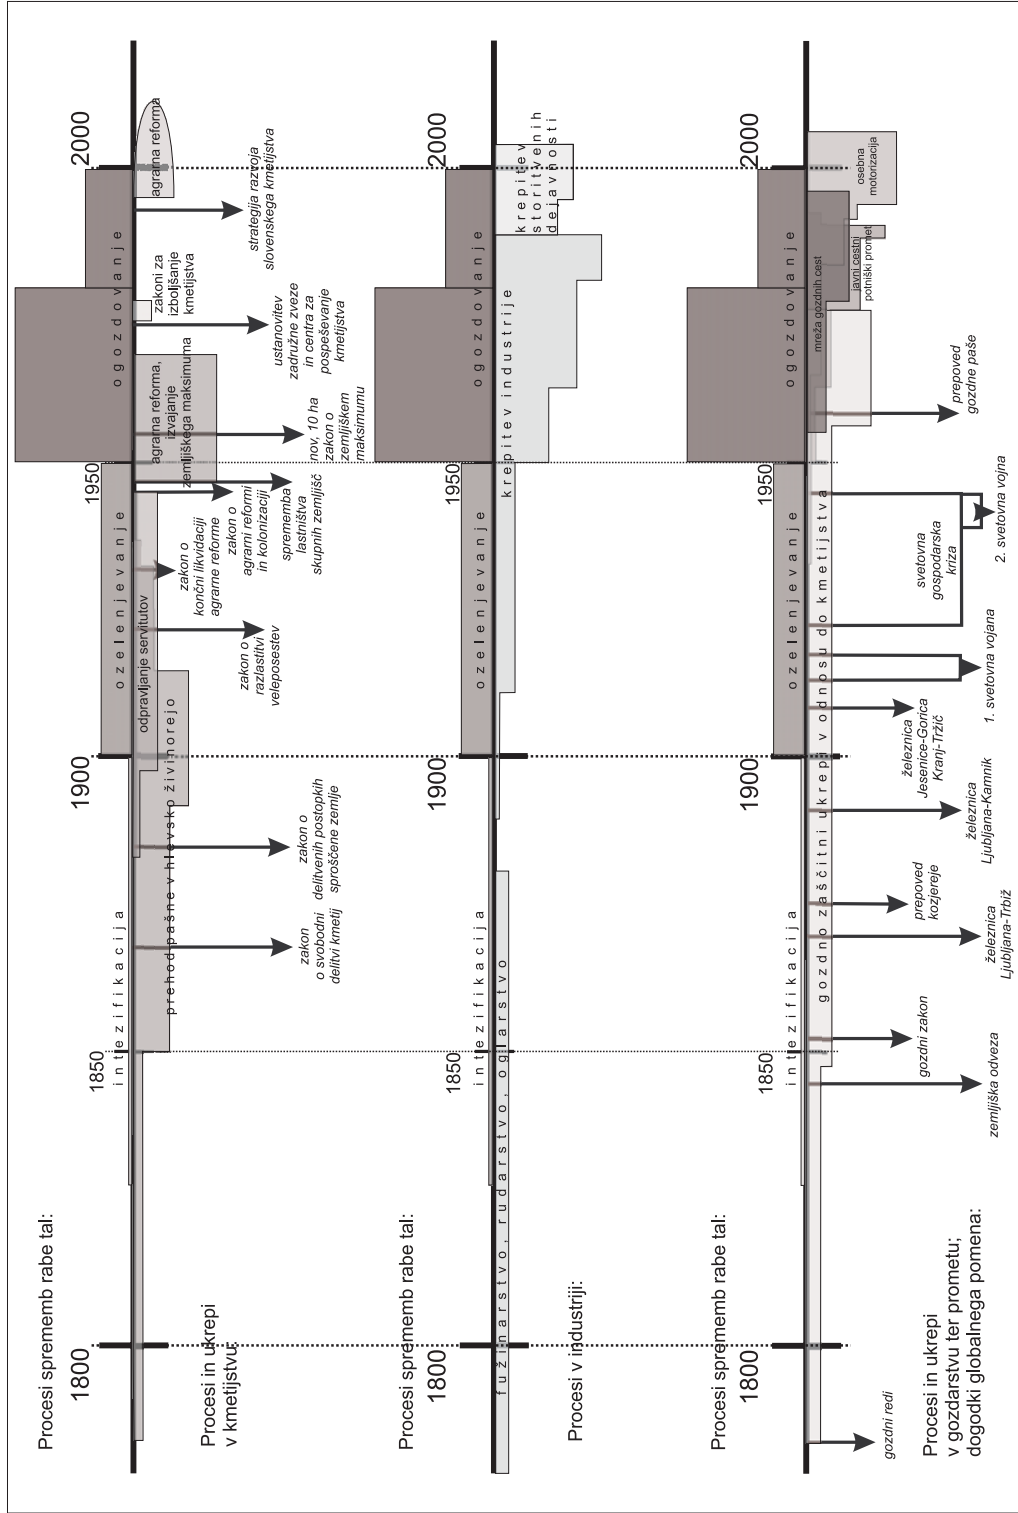 Procesi sprememb rabe tal:
1800
1850
1900
1950
2000
intezifikacija
ozelenjevanje
ogozdovanje
Procesi in ukrepi
v kmetijstvu:
prehod pašne v hlevsko živinorejo
odpravljanje servitutov
agrarna reforma,
izvajanje
zemljiškega maksimuma
zakoni za
izboljšanje
kmetijstva
agrarna reforma
zakon
o svobodni
delitvi kmetij
zakon o
delitvenih postopkih
sproščene zemlje
zakon o
razlastitvi
veleposestev
zakon o
končni likvidaciji
agrarne reforme
zakon o
agrarni reformi
in kolonizaciji
sprememba
lastništva
skupnih zemljišč
nov, 10 ha
zakon o
zemljiškem
maksimumu
ustanovitev
zadružne zveze
in centra za
pospeševanje
kmetijstva
strategija razvoja
slovenskega kmetijstva
Procesi sprememb rabe tal:
1800
1850
1900
1950
2000
intezifikacija
ozelenjevanje
ogozdovanje
fužinarstvo, rudarstvo, oglarstvo
krepitev industrije
krepitev
storitvenih
dejavnosti
Procesi v industriji:
Procesi sprememb rabe tal:
1800
1850
1900
1950
2000
intezifikacija
ozelenjevanje
ogozdovanje
gozdno zaščitni ukrepi v odnosu do kmetijstva
mreža gozdnih cest
javni cestni
potniški promet
osebna
motorizacija
Procesi in ukrepi
v gozdarstvu ter prometu;
dogodki globalnega pomena:
gozdni redi
zemljiška odveza
gozdni zakon
železnica
Ljubljana-Trbiž
prepoved
kozjereje
železnica
Ljubljana-Kamnik
železnica
Jesenice-Gorica
Kranj-Tržič
1. svetovna vojana
svetovna
gospodarska
kriza
2. svetovna vojna
prepoved
gozdne paše